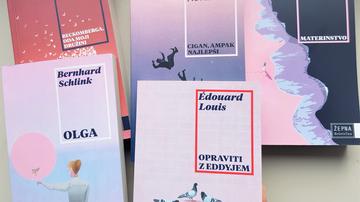 BECKOMBERGA.
ODA MOJI
DRUŽINI
CIGAN, AMPAK
NAJLEPŠI
MATERINSTVO
ŽEPNA
Bernhard
Schlink
OLGA
Édouard
Louis
OPRAVITI
Z EDDYJEM